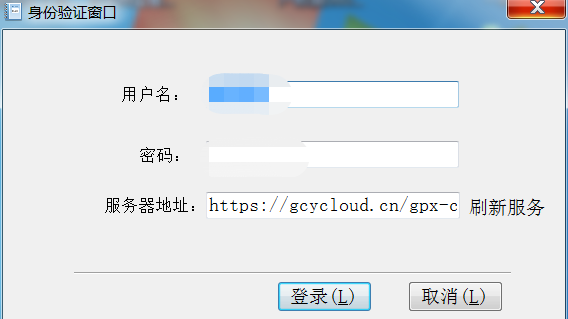 身份验证窗口
用户名：
密码：
服务器地址：https://gcycloud.cn/gpx-c 刷新服务
登录(L) 取消(L)